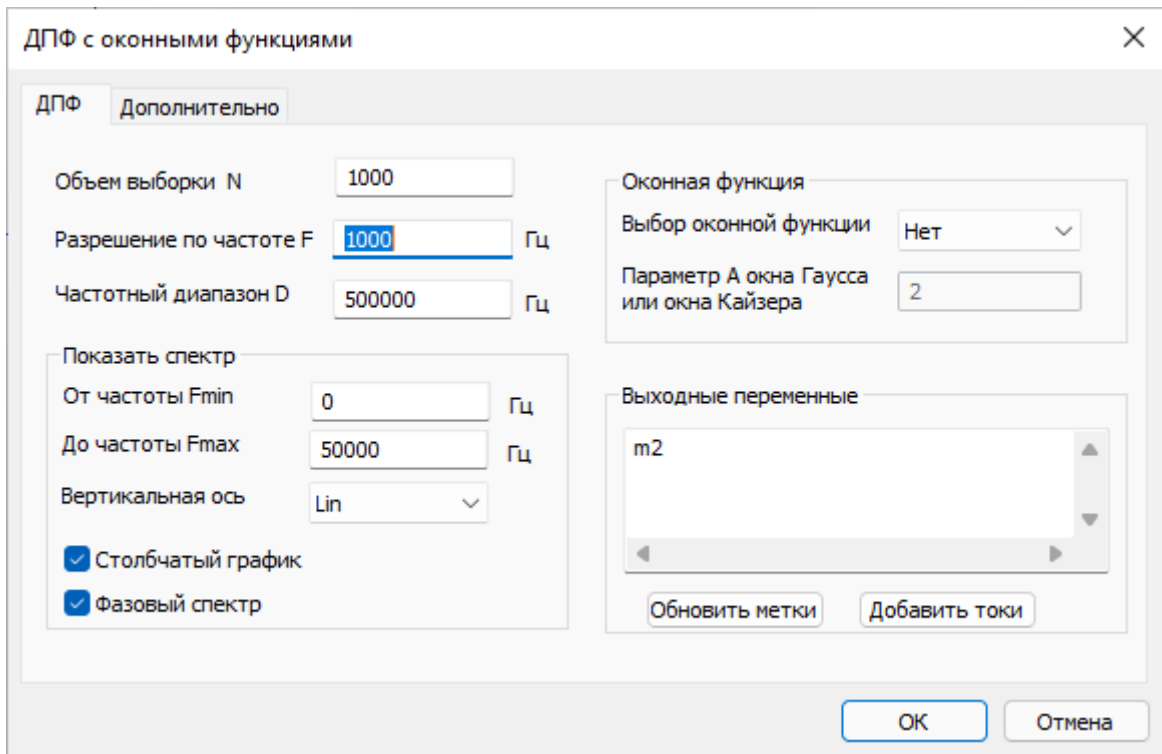 ДПФ с оконными функциями
ДПФ
Дополнительно
Объем выборки N
1000
Разрешение по частоте F
1000
Гц
Частотный диапазон D
500000
Гц
Показать спектр
От частоты Fmin
0
Гц
До частоты Fmax
50000
Гц
Вертикальная ось
Lin
Столбчатый график
Фазовый спектр
Оконная функция
Выбор оконной функции
Нет
Параметр А окна Гаусса
или окна Кайзера
2
Выходные переменные
m2
Обновить метки
Добавить токи
ОК
Отмена